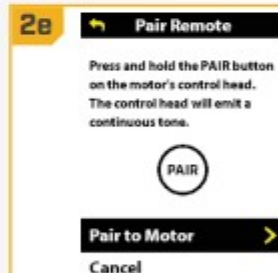 2e
Pair Remote
Press and hold the PAIR button
on the motor's control head.
The control head will emit a
continuous tone.
PAIR
Pair to Motor
Cancel